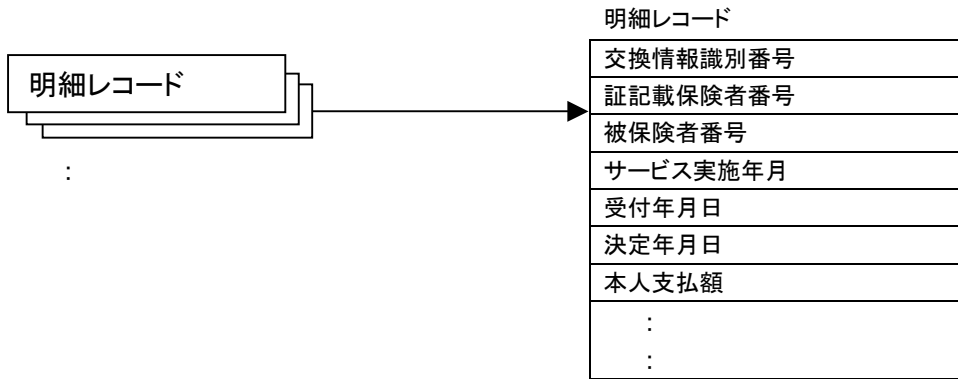 明細レコード
:
明細レコード
交換情報識別番号
証記載保険者番号
被保険者番号
サービス実施年月
受付年月日
決定年月日
本人支払額
:
: